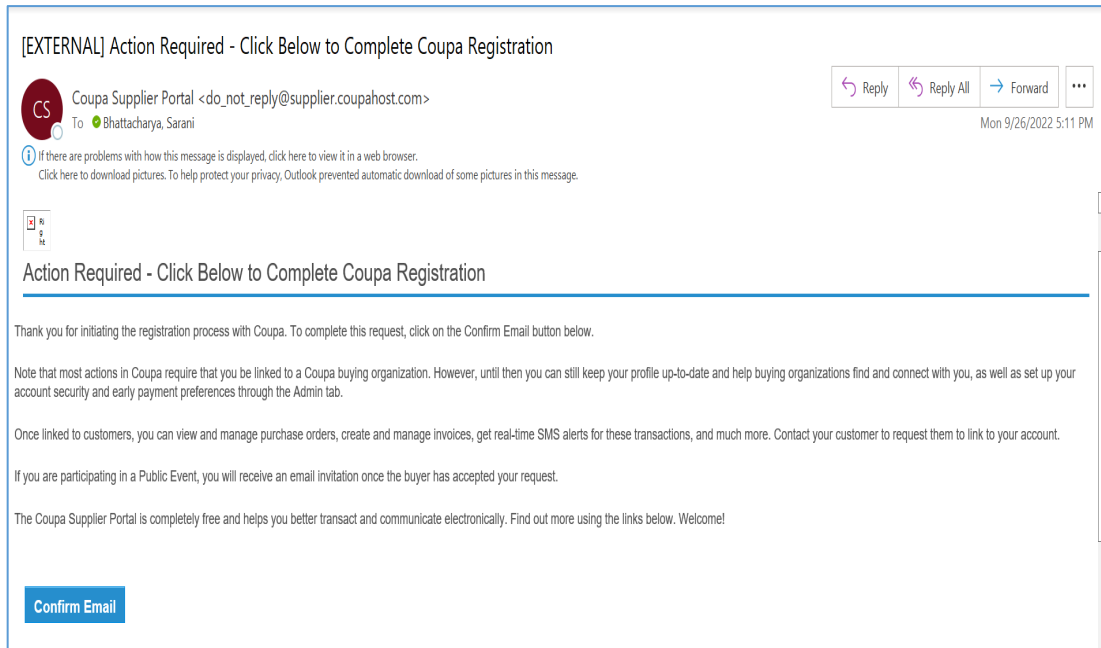 [EXTERNAL] Action Required - Click Below to Complete Coupa Registration
CS
Coupa Supplier Portal <do_not_reply@supplier.coupahost.com>
To Bhattacharya, Sarani
Reply
Reply All
Forward
Mon 9/26/2022 5:11 PM
If there are problems with how this message is displayed, click here to view it in a web browser.
Click here to download pictures. To help protect your privacy, Outlook prevented automatic download of some pictures in this message.
Ri
g
ht
Action Required - Click Below to Complete Coupa Registration
Thank you for initiating the registration process with Coupa. To complete this request, click on the Confirm Email button below.
Note that most actions in Coupa require that you be linked to a Coupa buying organization. However, until then you can still keep your profile up-to-date and help buying organizations find and connect with you, as well as set up your
account security and early payment preferences through the Admin tab.
Once linked to customers, you can view and manage purchase orders, create and manage invoices, get real-time SMS alerts for these transactions, and much more. Contact your customer to request them to link to your account.
If you are participating in a Public Event, you will receive an email invitation once the buyer has accepted your request.
The Coupa Supplier Portal is completely free and helps you better transact and communicate electronically. Find out more using the links below. Welcome!
Confirm Email